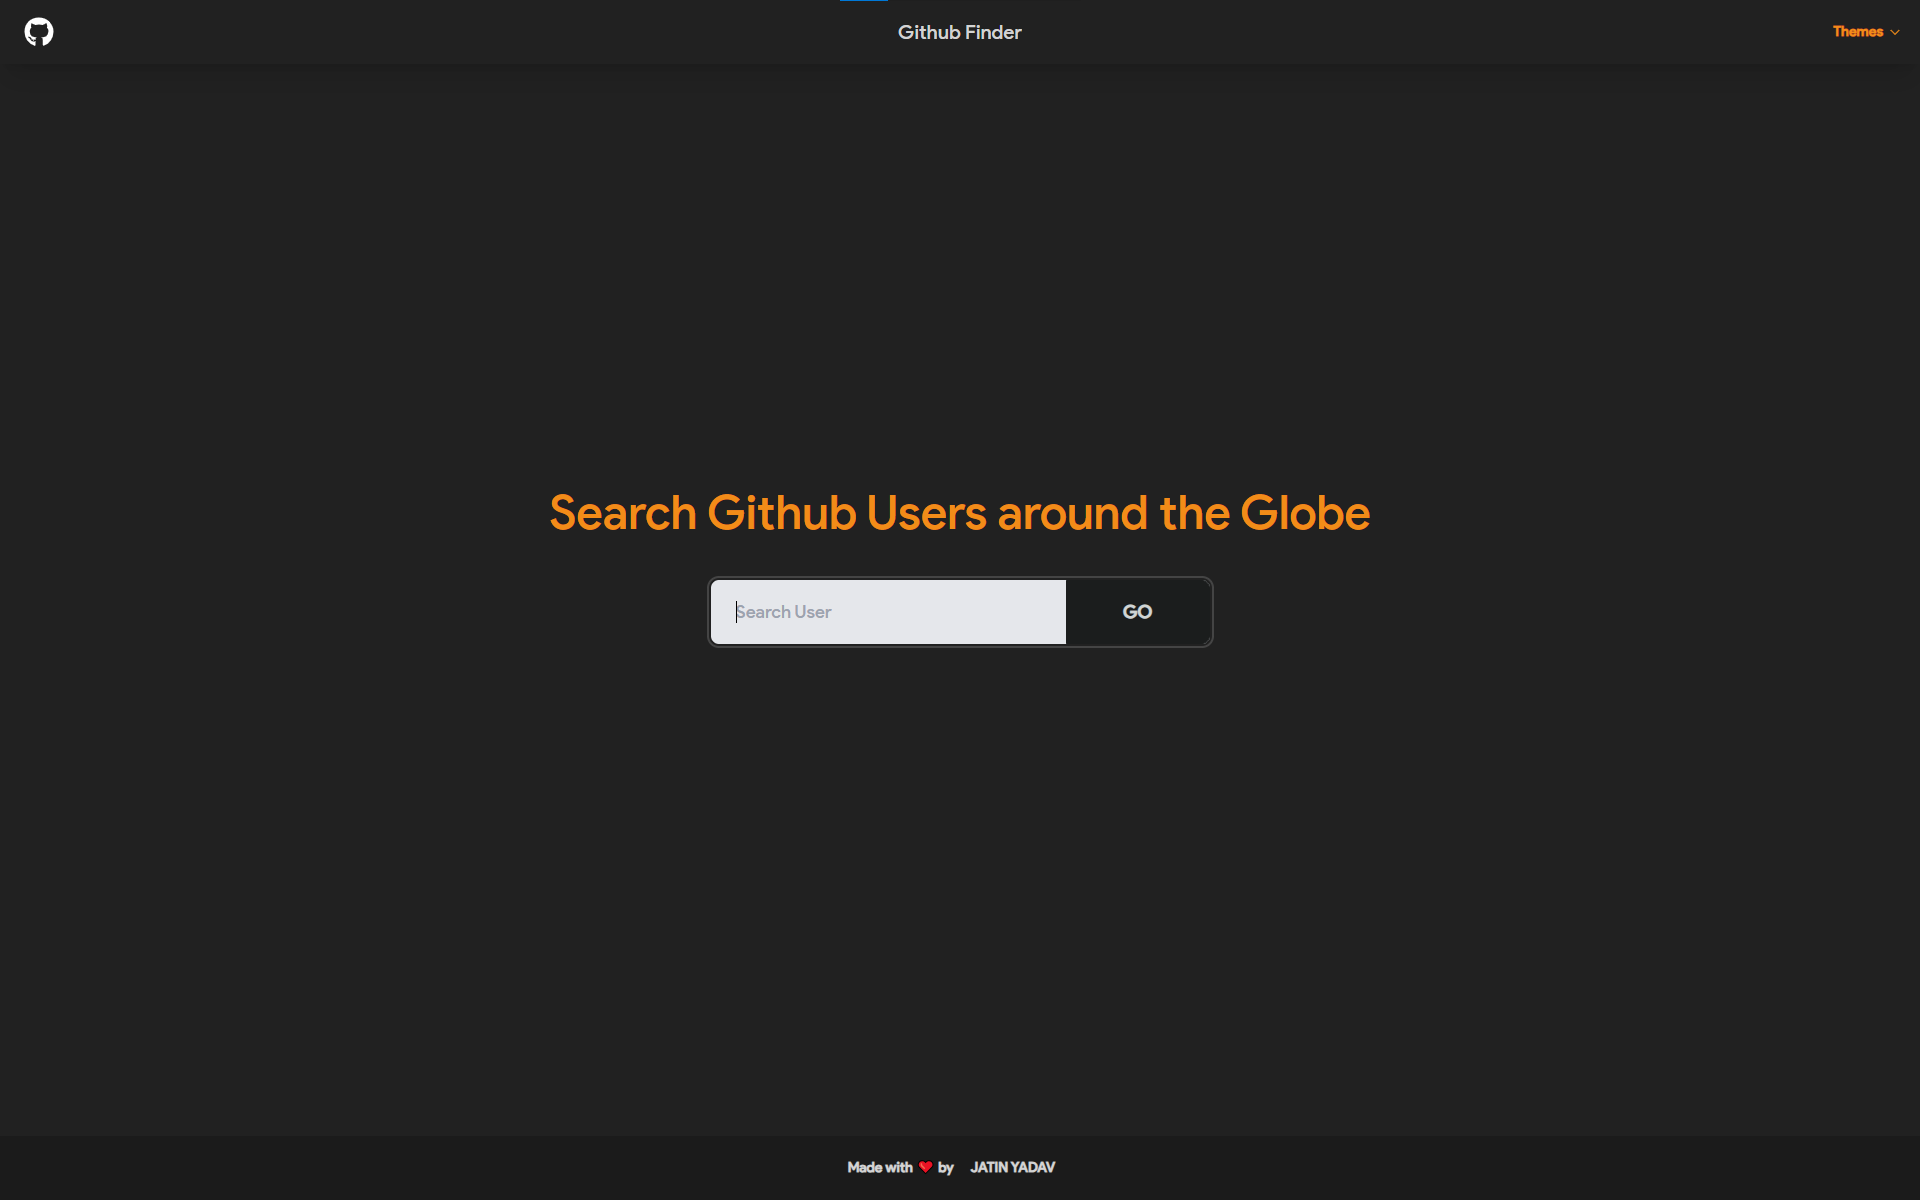 Github Finder
Themes
Search Github Users around the Globe
Search User
GO
Made with ❤️ by JATIN YADAV